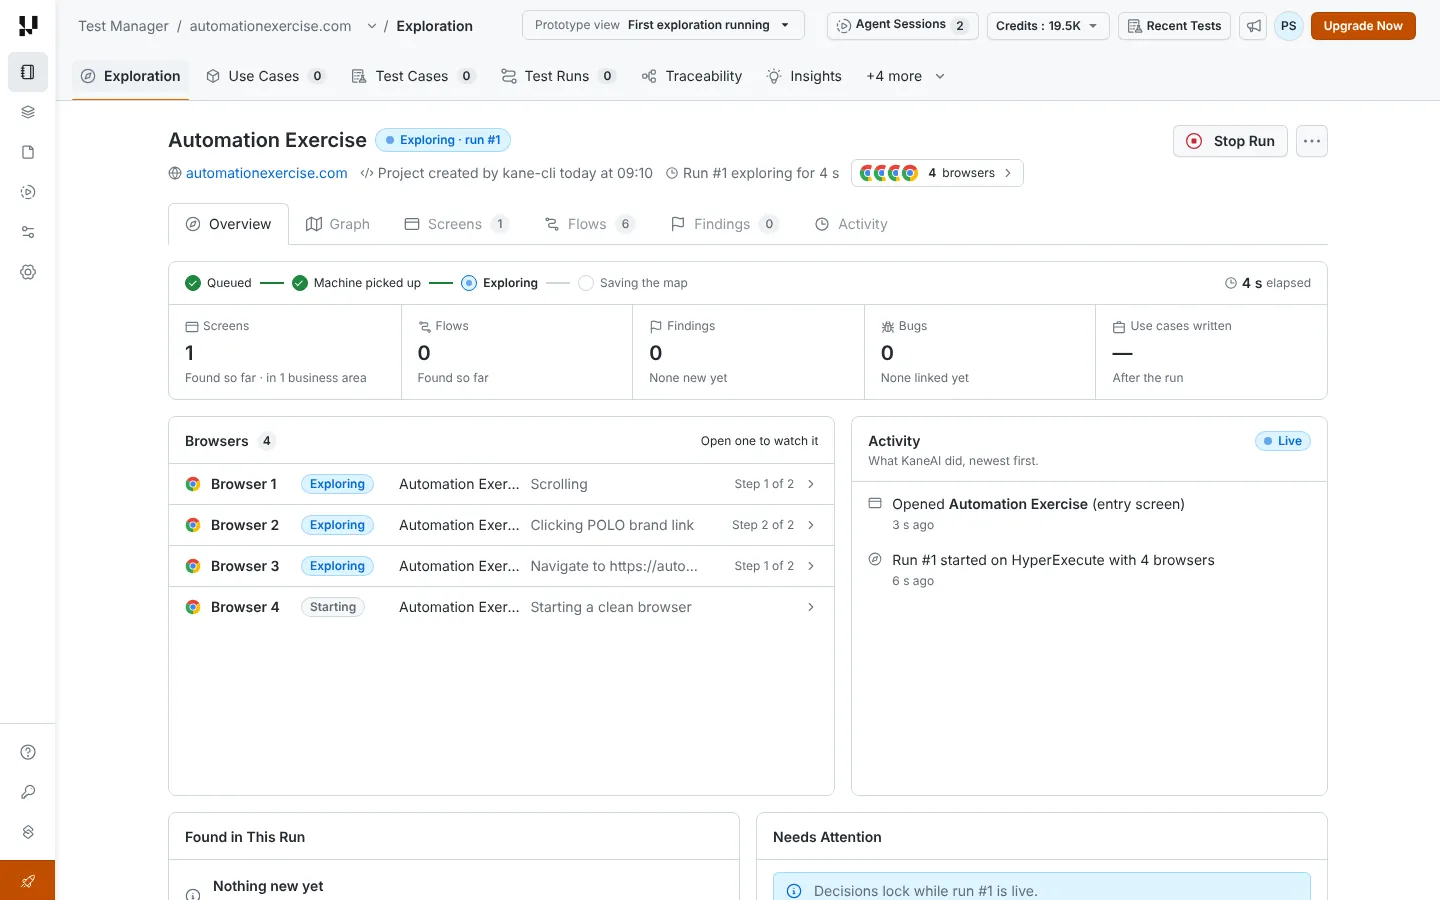 Test Manager / automationexercise.com / Exploration
Prototype view First exploration running
Agent Sessions 2
Credits : 19.5K
Recent Tests
PS
Upgrade Now
Exploration
Use Cases 0
Test Cases 0
Test Runs 0
Traceability
Insights
+4 more
Automation Exercise
Exploring · run #1
Stop Run
automationexercise.com
Project created by kane-cli today at 09:10
Run #1 exploring for 4 s
4 browsers
Overview
Graph
Screens 1
Flows 6
Findings 0
Activity
Queued
Machine picked up
Exploring
Saving the map
4 s elapsed
Screens
1
Found so far · in 1 business area
Flows
0
Found so far
Findings
0
None new yet
Bugs
0
None linked yet
Use cases written
—
After the run
Browsers 4
Open one to watch it
Browser 1 Exploring Automation Exer... Scrolling Step 1 of 2
Browser 2 Exploring Automation Exer... Clicking POLO brand link Step 2 of 2
Browser 3 Exploring Automation Exer... Navigate to https://auto... Step 1 of 2
Browser 4 Starting Automation Exer... Starting a clean browser
Activity
Live
What KaneAI did, newest first.
Opened Automation Exercise (entry screen)
3 s ago
Run #1 started on HyperExecute with 4 browsers
6 s ago
Found in This Run
Nothing new yet
Needs Attention
Decisions lock while run #1 is live.